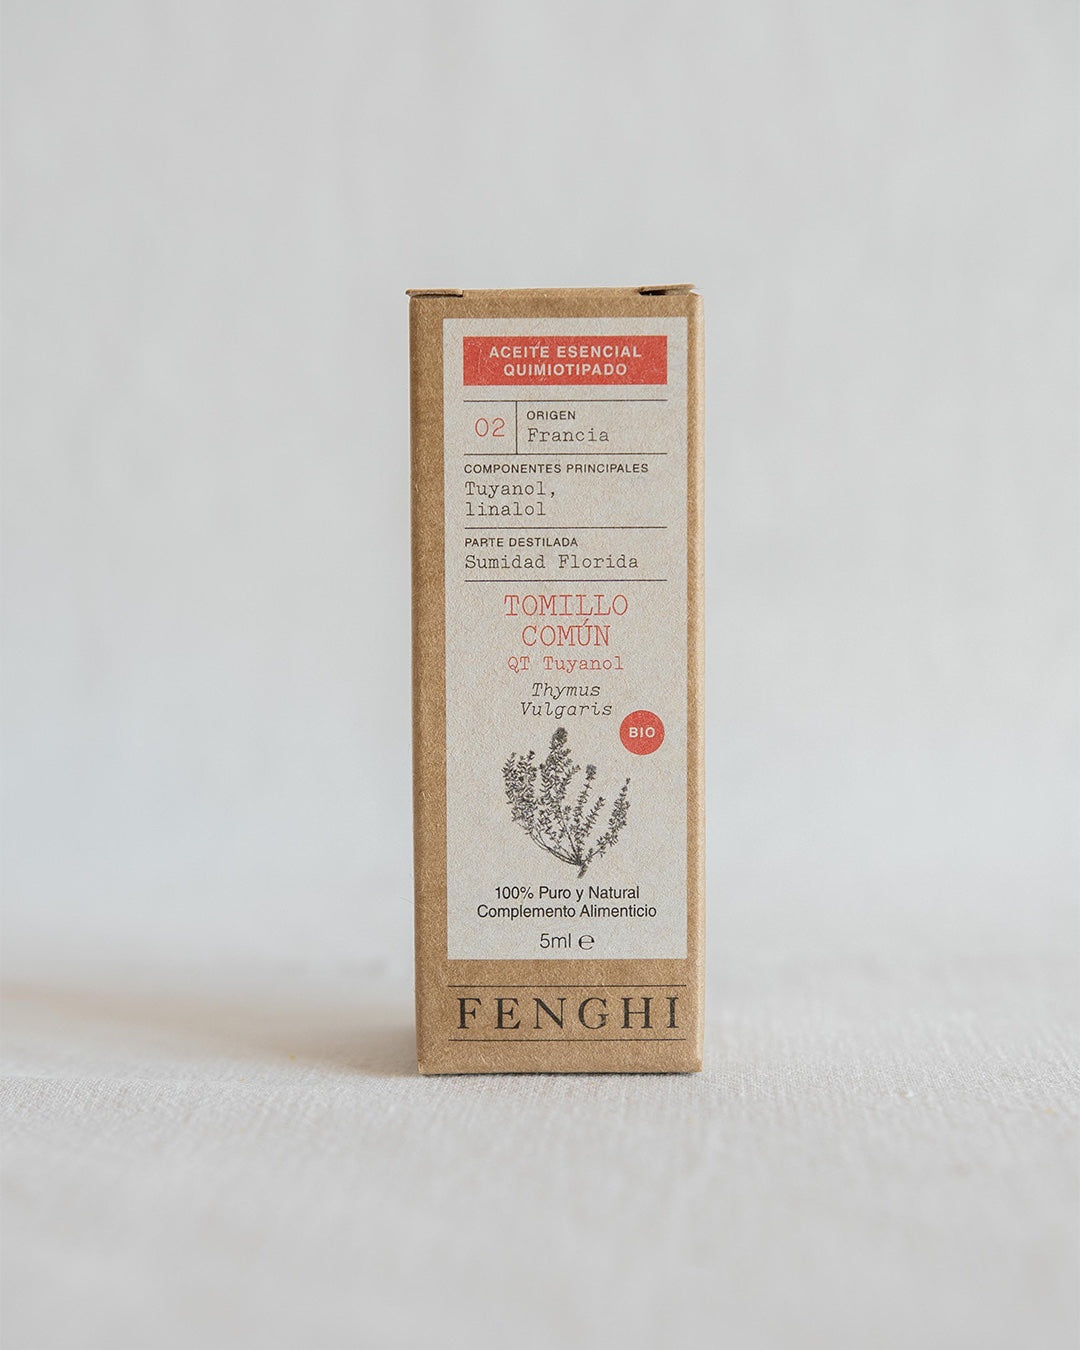 ACEITE ESENCIAL
QUIMIOTIPADO
02
ORIGEN
Francia
COMPONENTES PRINCIPALES
Tuyanol,
linalol
PARTE DESTILADA
Sumidad Florida
TOMILLO
COMÚN
QT Tuyanol
Thymus
Vulgaris
BIO
100% Puro y Natural
Complemento Alimenticio
5ml ℮
FENGHI